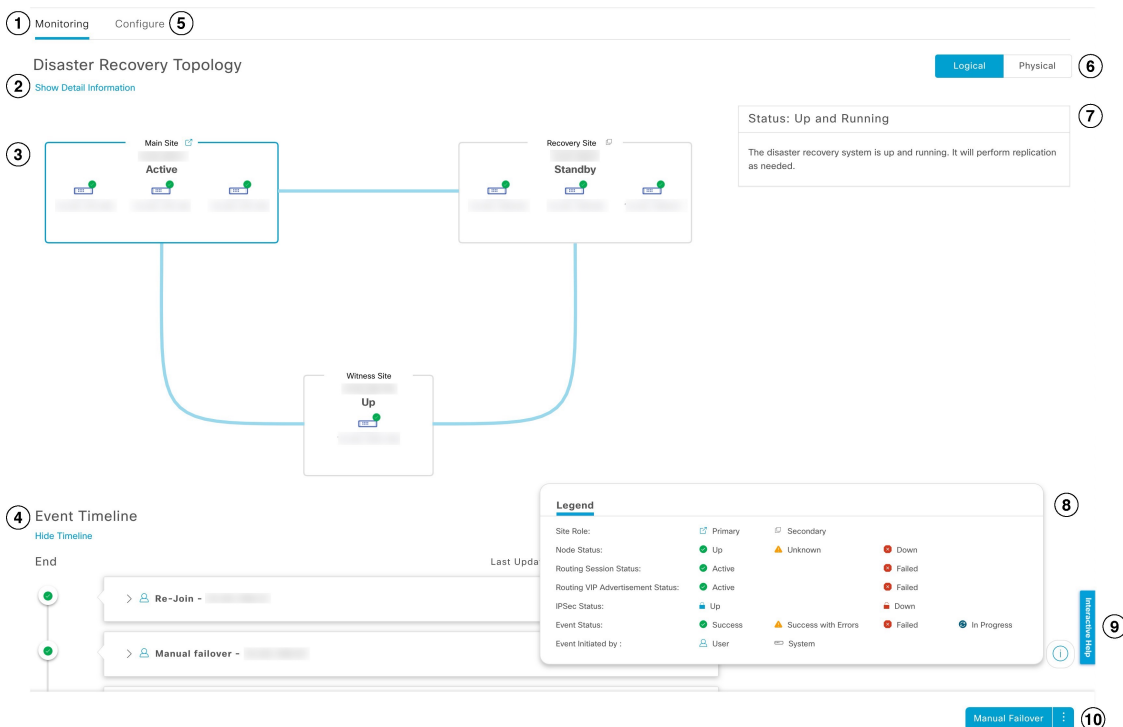 1 Monitoring Configure 5
Disaster Recovery Topology
Logical Physical 6
2 Show Detail Information
7
Status: Up and Running
The disaster recovery system is up and running. It will perform replication
as needed.
3
Main Site
Active
Recovery Site
Standby
Witness Site
Up
4 Event Timeline
Hide Timeline
End
Last Upda
Re-Join -
Manual failover -
8
Legend
Site Role: Primary Secondary
Node Status: Up Unknown Down
Routing Session Status: Active Failed
Routing VIP Advertisement Status: Active Failed
IPSec Status: Up Down
Event Status: Success Success with Errors Failed In Progress
Event Initiated by : User System
Interactive Help
9
Manual Failover 10